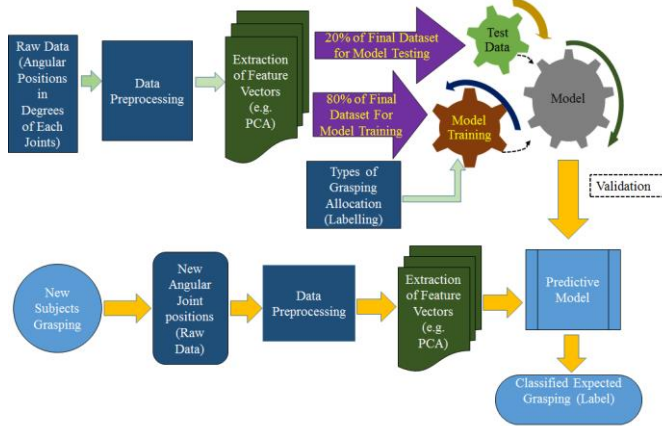 Raw Data
(Angular
Positions
in
Degrees
of Each
Joints)
Data
Preprocessing
Extraction
of Feature
Vectors
(e.g.
PCA)
20% of Final Dataset
for Model Testing
80% of Final
Dataset For
Model Training
Types of
Grasping
Allocation
(Labelling)
Test
Data
Model
Training
Model
Validation
New
Subjects
Grasping
New
Angular
Joint
positions
(Raw
Data)
Data
Preprocessing
Extraction
of Feature
Vectors
(e.g.
PCA)
Predictive
Model
Classified Expected
Grasping (Label)